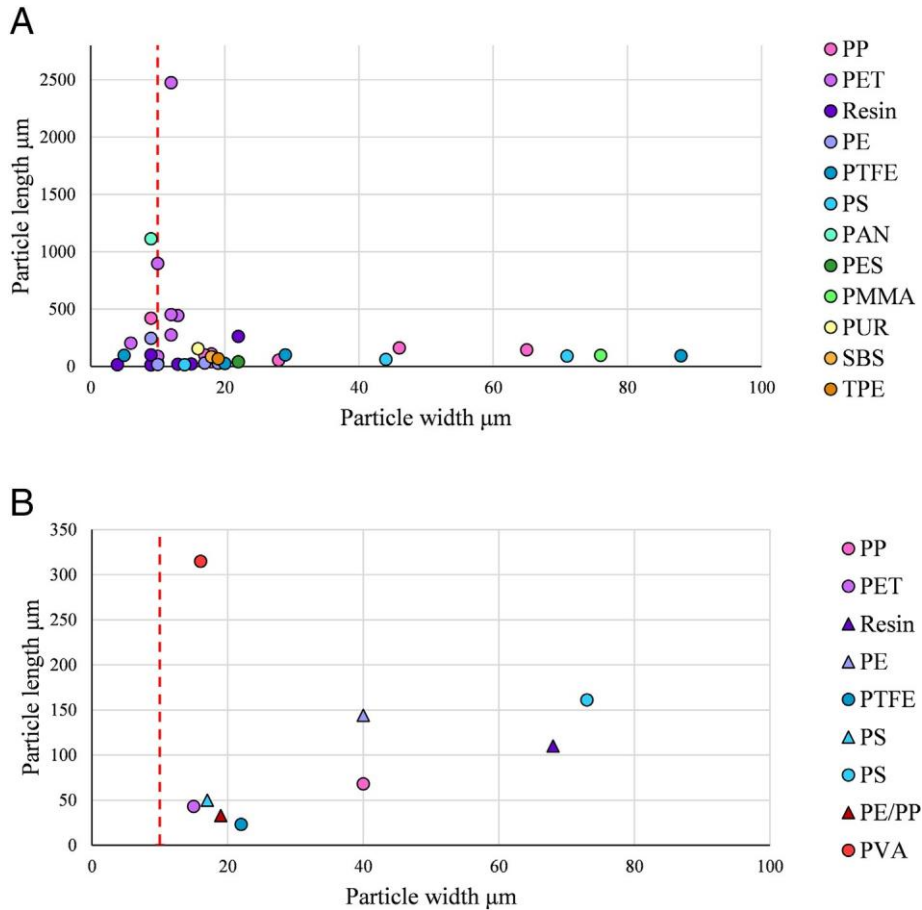 A
Particle length μm
2500
2000
1500
1000
500
0
0 20 40 60 80 100
Particle width μm
PP
PET
Resin
PE
PTFE
PS
PAN
PES
PMMA
PUR
SBS
TPE
B
Particle length μm
350
300
250
200
150
100
50
0
0 20 40 60 80 100
Particle width μm
PP
PET
Resin
PE
PTFE
PS
PS
PE/PP
PVA